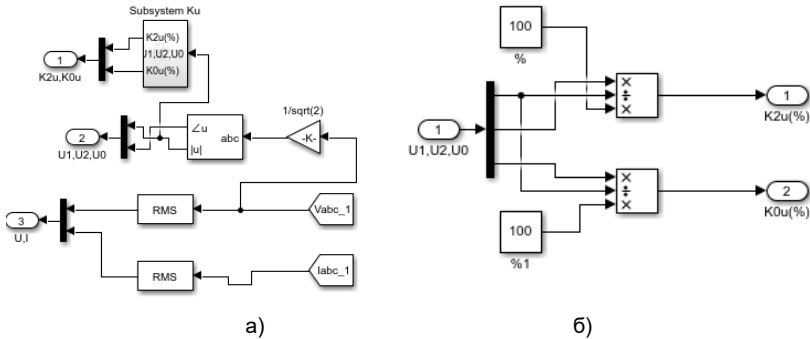 Subsystem Ku
K2u(%)
U1,U2,U0
K0u(%)
1
K2u,K0u
1/sqrt(2)
2
U1,U2,U0
∠u
|u|
abc
-K-
3
U,I
RMS
Vabc_1
RMS
Iabc_1
а)
100
%
1
U1,U2,U0
×
÷
×
1
K2u(%)
×
÷
×
2
K0u(%)
100
%1
б)